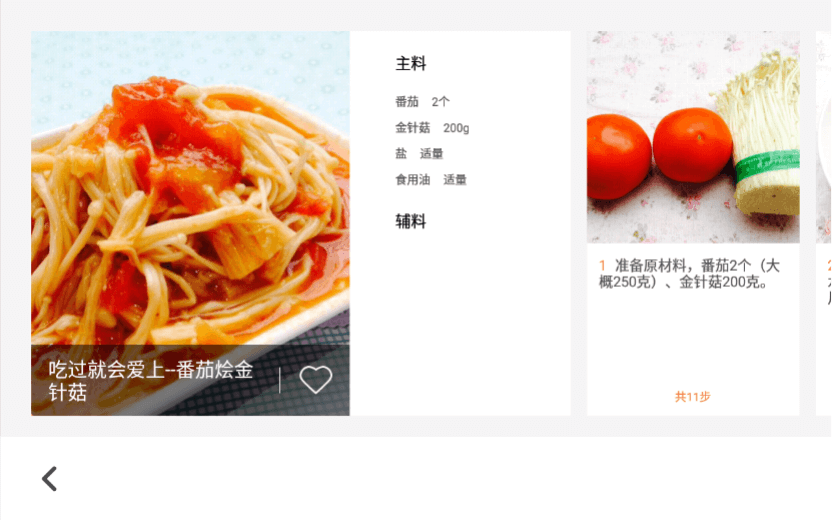 吃过就会爱上--番茄烩金
针菇
主料
番茄 2个
金针菇 200g
盐 适量
食用油 适量
辅料
1 准备原材料，番茄2个（大
概250克）、金针菇200克。
共11步